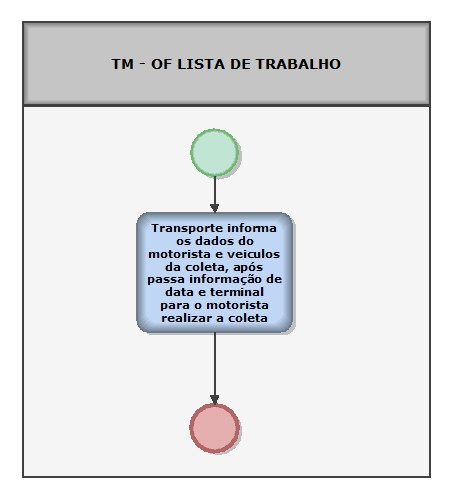 TM - OF LISTA DE TRABALHO
Transporte informa
os dados do
motorista e veiculos
da coleta, após
passa informação de
data e terminal
para o motorista
realizar a coleta